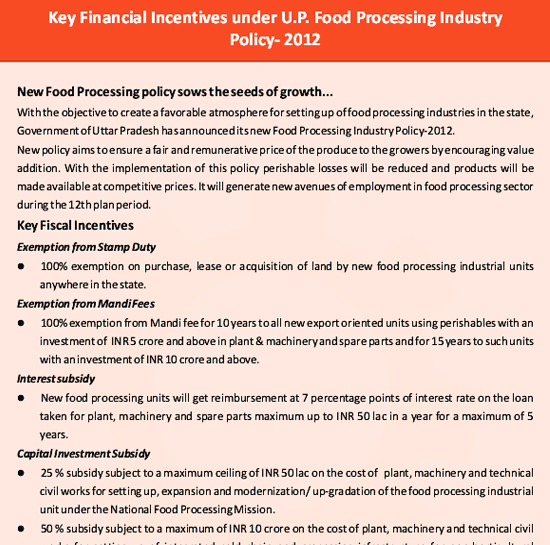 Key Financial Incentives under U.P. Food Processing Industry
Policy- 2012
New Food Processing policy sows the seeds of growth...
With the objective to create a favorable atmosphere for setting up of food processing industries in the state,
Government of Uttar Pradesh has announced its new Food Processing Industry Policy-2012.
New policy aims to ensure a fair and remunerative price of the produce to the growers by encouraging value
addition. With the implementation of this policy perishable losses will be reduced and products will be
made available at competitive prices. It will generate new avenues of employment in food processing sector
during the 12th plan period.
Key Fiscal Incentives
Exemption from Stamp Duty
● 100% exemption on purchase, lease or acquisition of land by new food processing industrial units
anywhere in the state.
Exemption from Mandi Fees
● 100% exemption from Mandi fee for 10 years to all new export oriented units using perishables with an
investment of INR 5 crore and above in plant & machinery and spare parts and for 15 years to such units
with an investment of INR 10 crore and above.
Interest subsidy
● New food processing units will get reimbursement at 7 percentage points of interest rate on the loan
taken for plant, machinery and spare parts maximum up to INR 50 lac in a year for a maximum of 5
years.
Capital Investment Subsidy
● 25 % subsidy subject to a maximum ceiling of INR 50 lac on the cost of plant, machinery and technical
civil works for setting up, expansion and modernization/ up-gradation of the food processing industrial
unit under the National Food Processing Mission.
● 50 % subsidy subject to a maximum of INR 10 crore on the cost of plant, machinery and technical civil